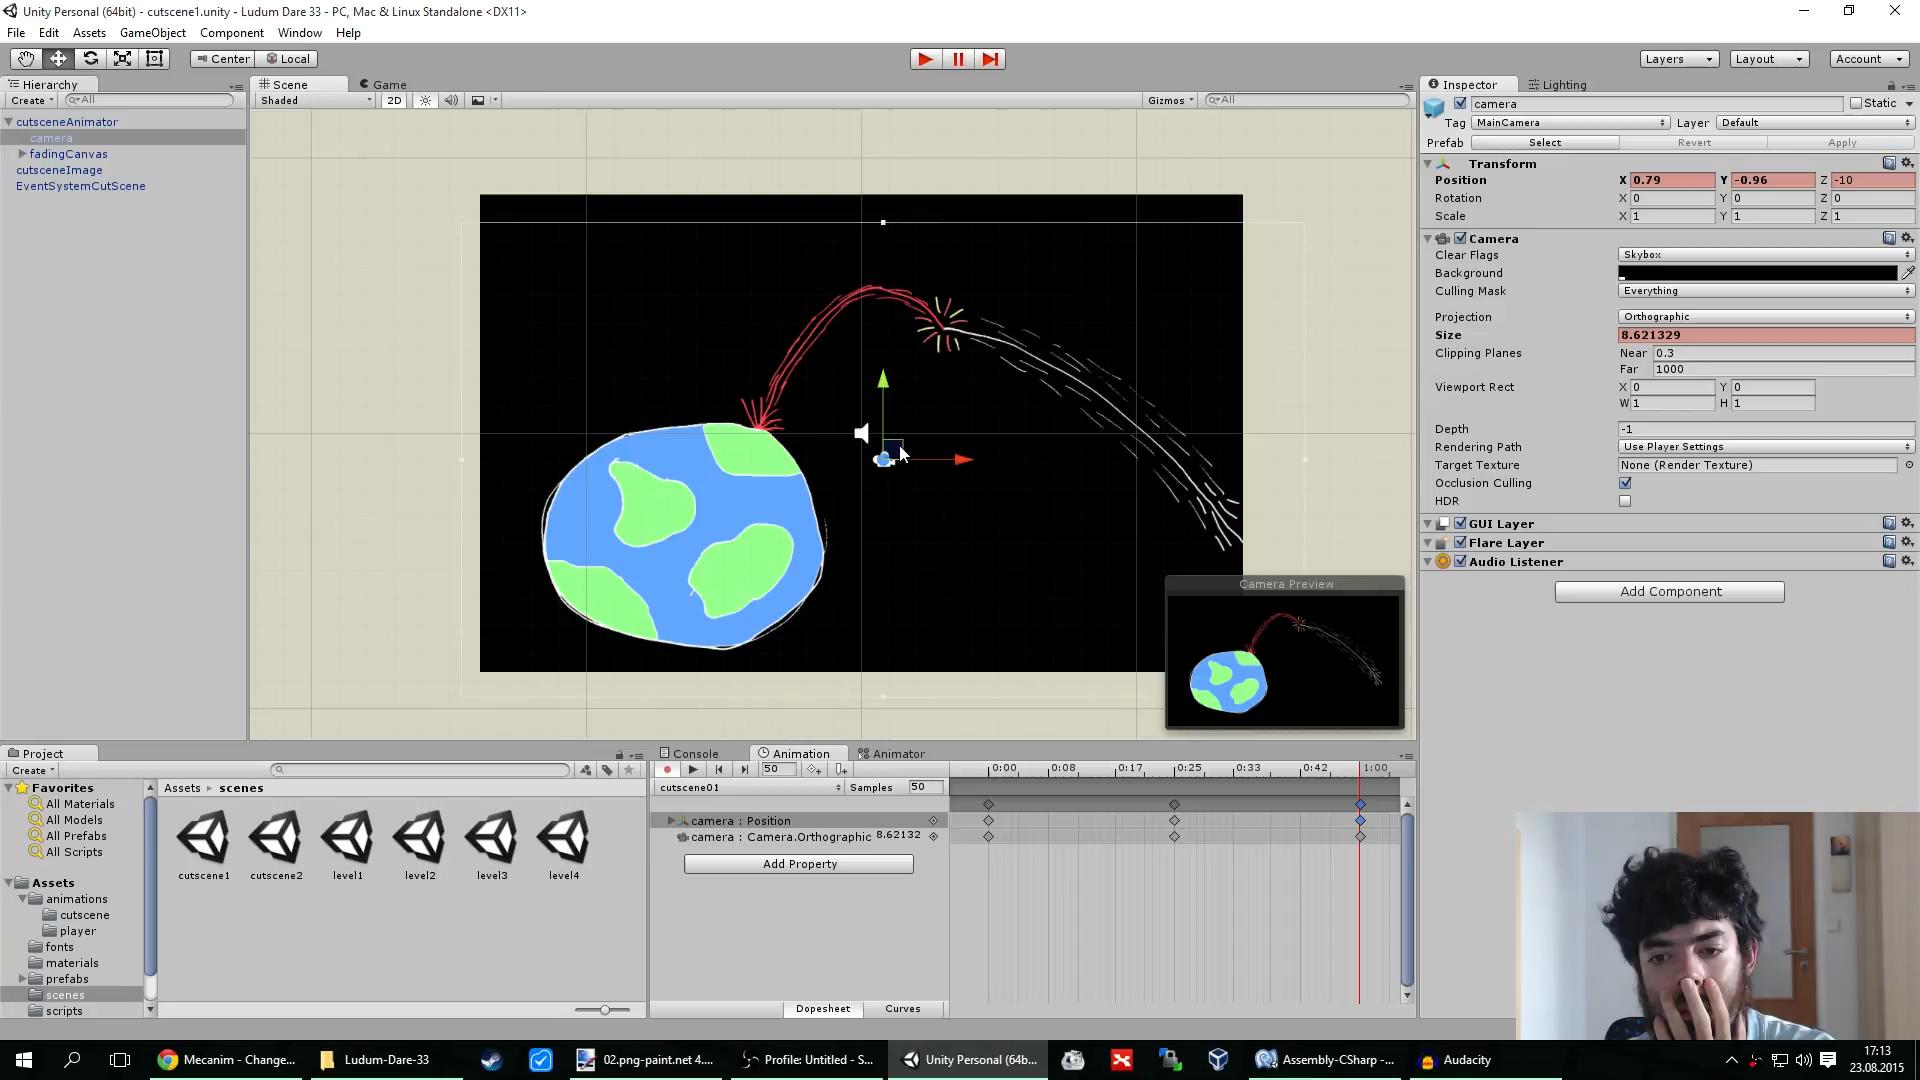 Unity Personal (64bit) - cutscene1.unity - Ludum Dare 33 - PC, Mac & Linux Standalone <DX11>
File Edit Assets GameObject Component Window Help
Center Local Layers Layout Account
Hierarchy
Create All
cutsceneAnimator
camera
fadingCanvas
cutsceneImage
EventSystemCutScene
Scene Game
Shaded 2D Gizmos All
Camera Preview
Inspector Lighting
camera Static
Tag MainCamera Layer Default
Prefab Select Revert Apply
Transform
Position X 0.79 Y -0.96 Z -10
Rotation X 0 Y 0 Z 0
Scale X 1 Y 1 Z 1
Camera
Clear Flags Skybox
Background
Culling Mask Everything
Projection Orthographic
Size 8.621329
Clipping Planes Near 0.3
Far 1000
Viewport Rect X 0 Y 0
W 1 H 1
Depth -1
Rendering Path Use Player Settings
Target Texture None (Render Texture)
Occlusion Culling
HDR
GUI Layer
Flare Layer
Audio Listener
Add Component
Project
Create
Favorites
All Materials
All Models
All Prefabs
All Scripts
Assets
animations
cutscene
player
fonts
materials
prefabs
scenes
scripts
Assets scenes
cutscene1 cutscene2 level1 level2 level3 level4
Console Animation Animator
50 0:00 0:08 0:17 0:25 0:33 0:42 1:00
cutscene01 Samples 50
camera : Position
camera : Camera.Orthographic 8.62132
Add Property
Dopesheet Curves
Mecanim - Change... Ludum-Dare-33 02.png-paint.net 4.... Profile: Untitled - S... Unity Personal (64b... Assembly-CSharp -... Audacity
17:13
23.08.2015